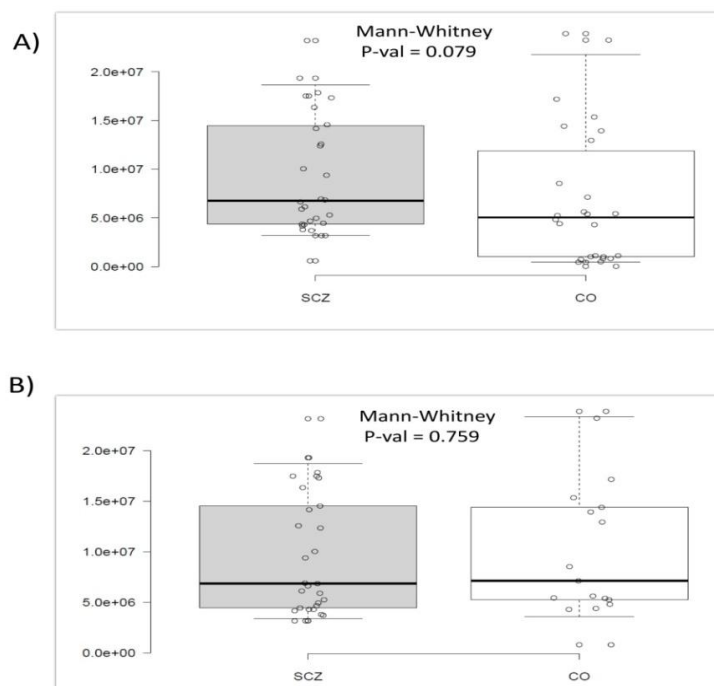 A)
Mann-Whitney
P-val = 0.079
2.0e+07
1.5e+07
1.0e+07
5.0e+06
0.0e+00
SCZ CO
B)
Mann-Whitney
P-val = 0.759
2.0e+07
1.5e+07
1.0e+07
5.0e+06
0.0e+00
SCZ CO